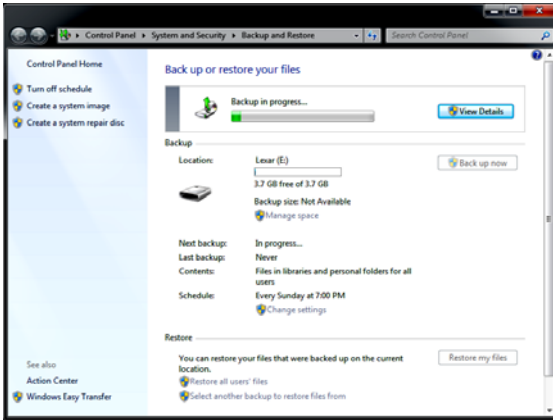 Control Panel ▸ System and Security ▸ Backup and Restore
Search Control Panel
Control Panel Home
Turn off schedule
Create a system image
Create a system repair disc
Back up or restore your files
Backup in progress...
View Details
Backup
Location:
Lexar (E:)
Back up now
3.7 GB free of 3.7 GB
Backup size: Not Available
Manage space
Next backup:
In progress...
Last backup:
Never
Contents:
Files in libraries and personal folders for all
users
Schedule:
Every Sunday at 7:00 PM
Change settings
Restore
You can restore your files that were backed up on the current
location.
Restore my files
Restore all users' files
Select another backup to restore files from
See also
Action Center
Windows Easy Transfer